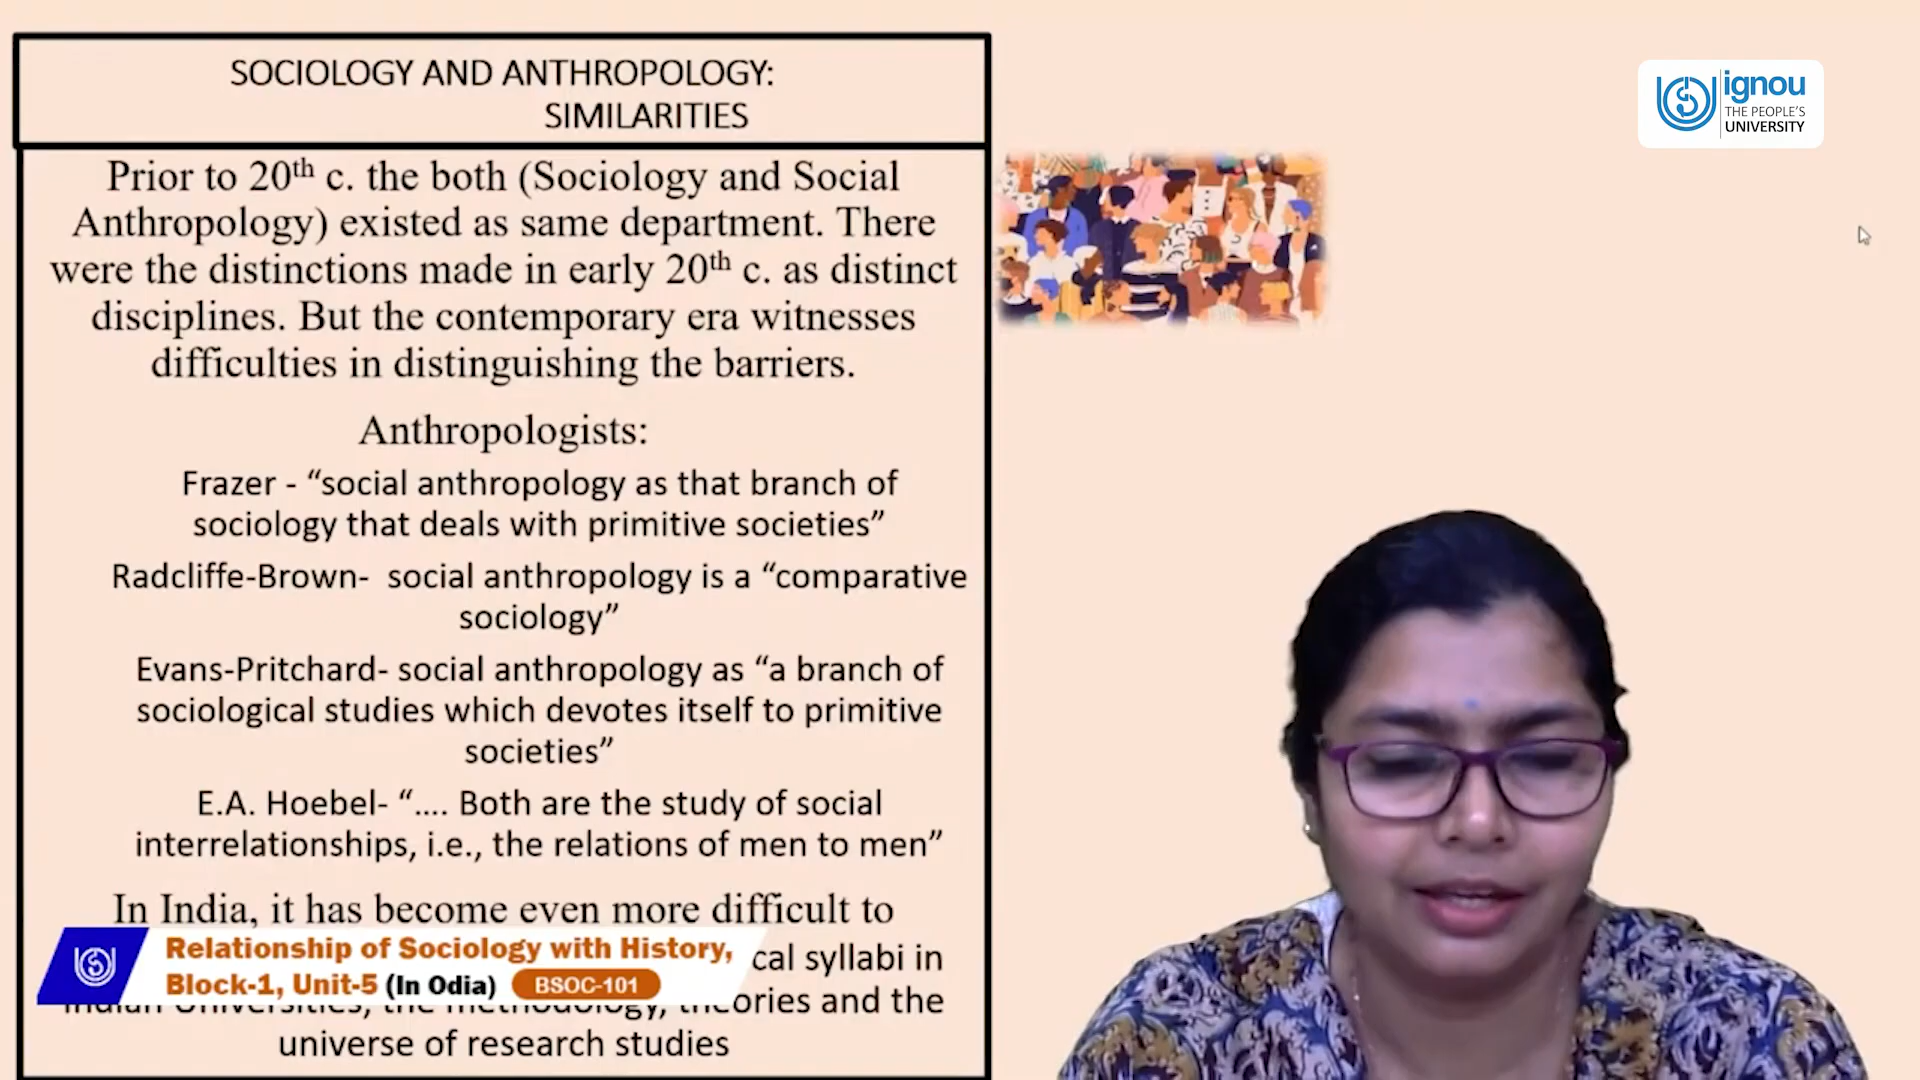 SOCIOLOGY AND ANTHROPOLOGY:
SIMILARITIES
Prior to 20th c. the both (Sociology and Social
Anthropology) existed as same department. There
were the distinctions made in early 20th c. as distinct
disciplines. But the contemporary era witnesses
difficulties in distinguishing the barriers.
Anthropologists:
Frazer - “social anthropology as that branch of
sociology that deals with primitive societies”
Radcliffe-Brown- social anthropology is a “comparative
sociology”
Evans-Pritchard- social anthropology as “a branch of
sociological studies which devotes itself to primitive
societies”
E.A. Hoebel- “.... Both are the study of social
interrelationships, i.e., the relations of men to men”
In India, it has become even more difficult to
cal syllabi in
Indian Universities, the methodology, theories and the
universe of research studies
Relationship of Sociology with History,
Block-1, Unit-5 (In Odia) BSOC-101
ignou
THE PEOPLE'S
UNIVERSITY